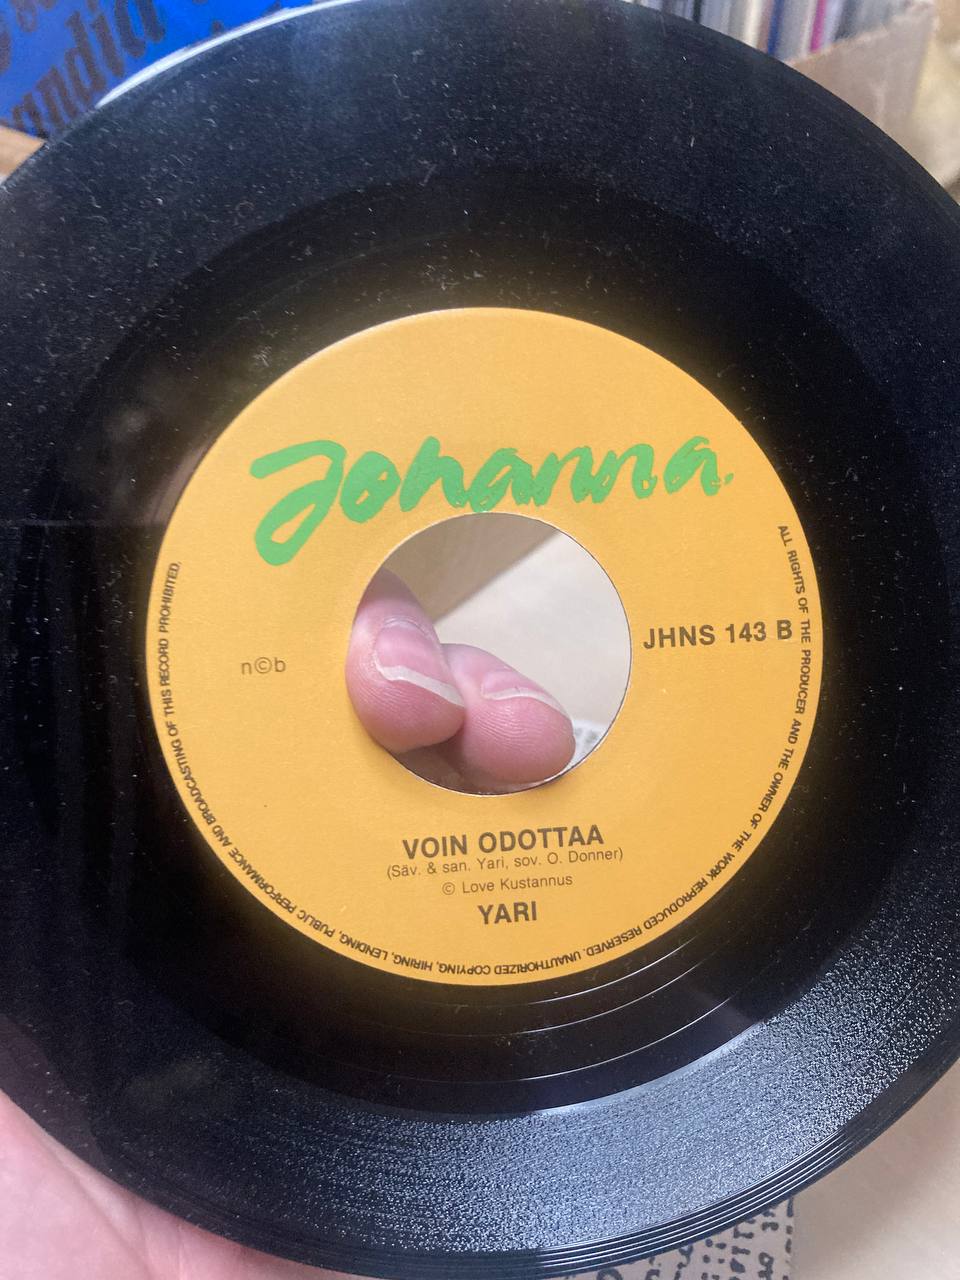 Johanna.
n©b
JHNS 143 B
VOIN ODOTTAA
(Säv. & san. Yari, sov. O. Donner)
© Love Kustannus
YARI
ALL RIGHTS OF THE PRODUCER AND THE OWNER OF THE WORK REPRODUCED RESERVED. UNAUTHORIZED COPYING, HIRING, LENDING, PUBLIC PERFORMANCE AND BROADCASTING OF THIS RECORD PROHIBITED.